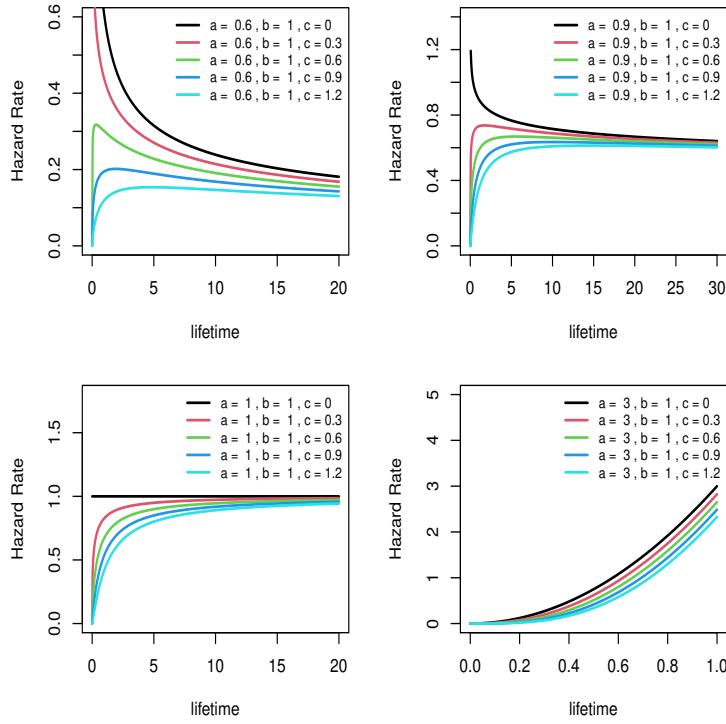 a = 0.6 , b = 1 , c = 0
a = 0.6 , b = 1 , c = 0.3
a = 0.6 , b = 1 , c = 0.6
a = 0.6 , b = 1 , c = 0.9
a = 0.6 , b = 1 , c = 1.2
Hazard Rate
0.6
0.4
0.2
0.0
0 5 10 15 20
lifetime
a = 0.9 , b = 1 , c = 0
a = 0.9 , b = 1 , c = 0.3
a = 0.9 , b = 1 , c = 0.6
a = 0.9 , b = 1 , c = 0.9
a = 0.9 , b = 1 , c = 1.2
Hazard Rate
1.2
0.8
0.4
0.0
0 5 10 15 20 25 30
lifetime
a = 1 , b = 1 , c = 0
a = 1 , b = 1 , c = 0.3
a = 1 , b = 1 , c = 0.6
a = 1 , b = 1 , c = 0.9
a = 1 , b = 1 , c = 1.2
Hazard Rate
1.5
1.0
0.5
0.0
0 5 10 15 20
lifetime
a = 3 , b = 1 , c = 0
a = 3 , b = 1 , c = 0.3
a = 3 , b = 1 , c = 0.6
a = 3 , b = 1 , c = 0.9
a = 3 , b = 1 , c = 1.2
Hazard Rate
5
4
3
2
1
0
0.0 0.2 0.4 0.6 0.8 1.0
lifetime